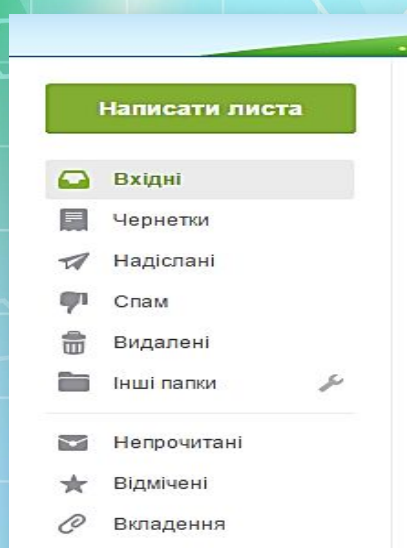 Написати листа
Вхідні
Чернетки
Надіслані
Спам
Видалені
Інші папки
Непрочитані
Відмічені
Вкладення